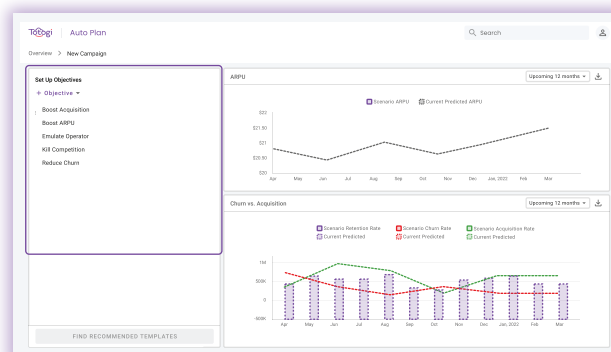 Totogi Auto Plan
Search
Overview > New Campaign
Set Up Objectives
+ Objective
Boost Acquisition
Boost ARPU
Emulate Operator
Kill Competition
Reduce Churn
FIND RECOMMENDED TEMPLATES
ARPU
Upcoming 12 months
Scenario ARPU Current Predicted ARPU
$22
$21.50
$21
$20.50
$20
Apr May Jun Jul Aug Sep Oct Nov Dec Jan, 2022 Feb Mar
Churn vs. Acquisition
Upcoming 12 months
Scenario Retention Rate Scenario Churn Rate Scenario Acquisition Rate
Current Predicted Current Predicted Current Predicted
500K
0
-500K
Apr May Jun Jul Aug Sep Oct Nov Dec Jan, 2022 Feb Mar